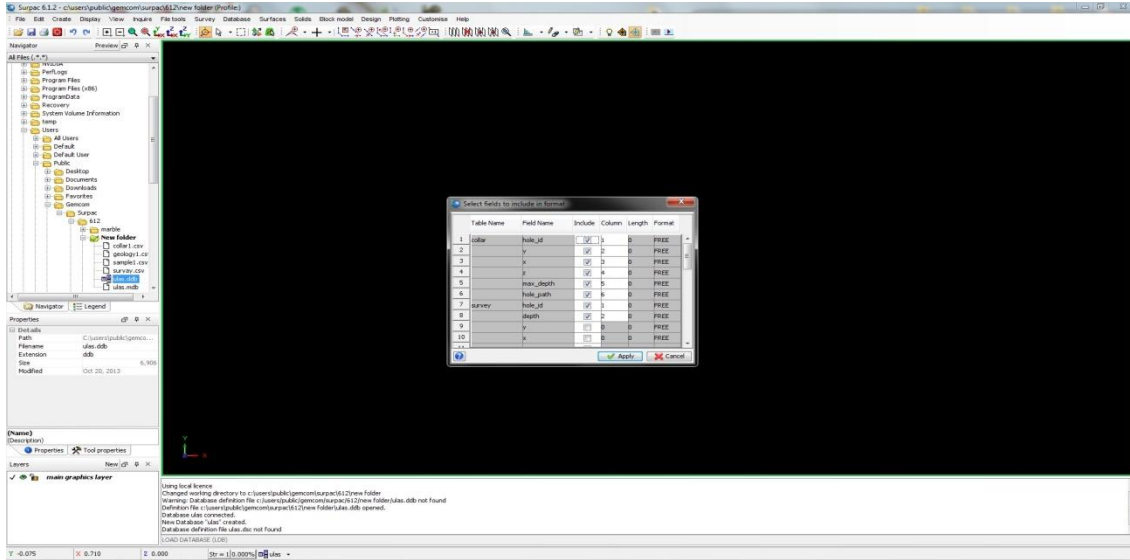 Surpac 6.1.2 - c:\users\public\gemcom\surpac\612\new folder (Profile:)
File Edit Create Display View Inquire File tools Survey Database Surfaces Solids Block model Design Plotting Customise Help
Navigator Preview
All Files (*.*)
NVIDIA
PerfLogs
Program Files
Program Files (x86)
ProgramData
Recovery
System Volume Information
temp
Users
All Users
Default
Default User
Public
Desktop
Documents
Downloads
Favorites
Gemcom
Surpac
612
marble
New folder
collar1.csv
geology1.cs
sample1.csv
survay.csv
ulas.ddb
ulas.mdb
Navigator Legend
Properties
Details
Path C:\users\public\gemco...
Filename ulas.ddb
Extension ddb
Size 6,906
Modified Oct 20, 2013
(Name)
(Description)
Properties Tool properties
Layers New
main graphics layer
Select fields to include in format
Table Name Field Name Include Column Length Format
1 collar hole_id 1 0 FREE
2 y 2 0 FREE
3 x 3 0 FREE
4 z 4 0 FREE
5 max_depth 5 0 FREE
6 hole_path 6 0 FREE
7 survey hole_id 1 0 FREE
8 depth 2 0 FREE
9 y 0 0 FREE
10 x 0 0 FREE
Apply Cancel
Y
X
Using local licence
Changed working directory to c:\users\public\gemcom\surpac\612\new folder
Warning: Database definition file c:/users/public/gemcom/surpac/612/new folder/ulas.ddb not found
Definition file c:\users\public\gemcom\surpac\612\new folder\ulas.ddb opened.
Database ulas connected.
New Database "ulas" created.
Database definition file ulas.dsc not found
LOAD DATABASE (LDB)
Y -0.075 X 0.710 Z 0.000 Str = 1 0.000% ulas